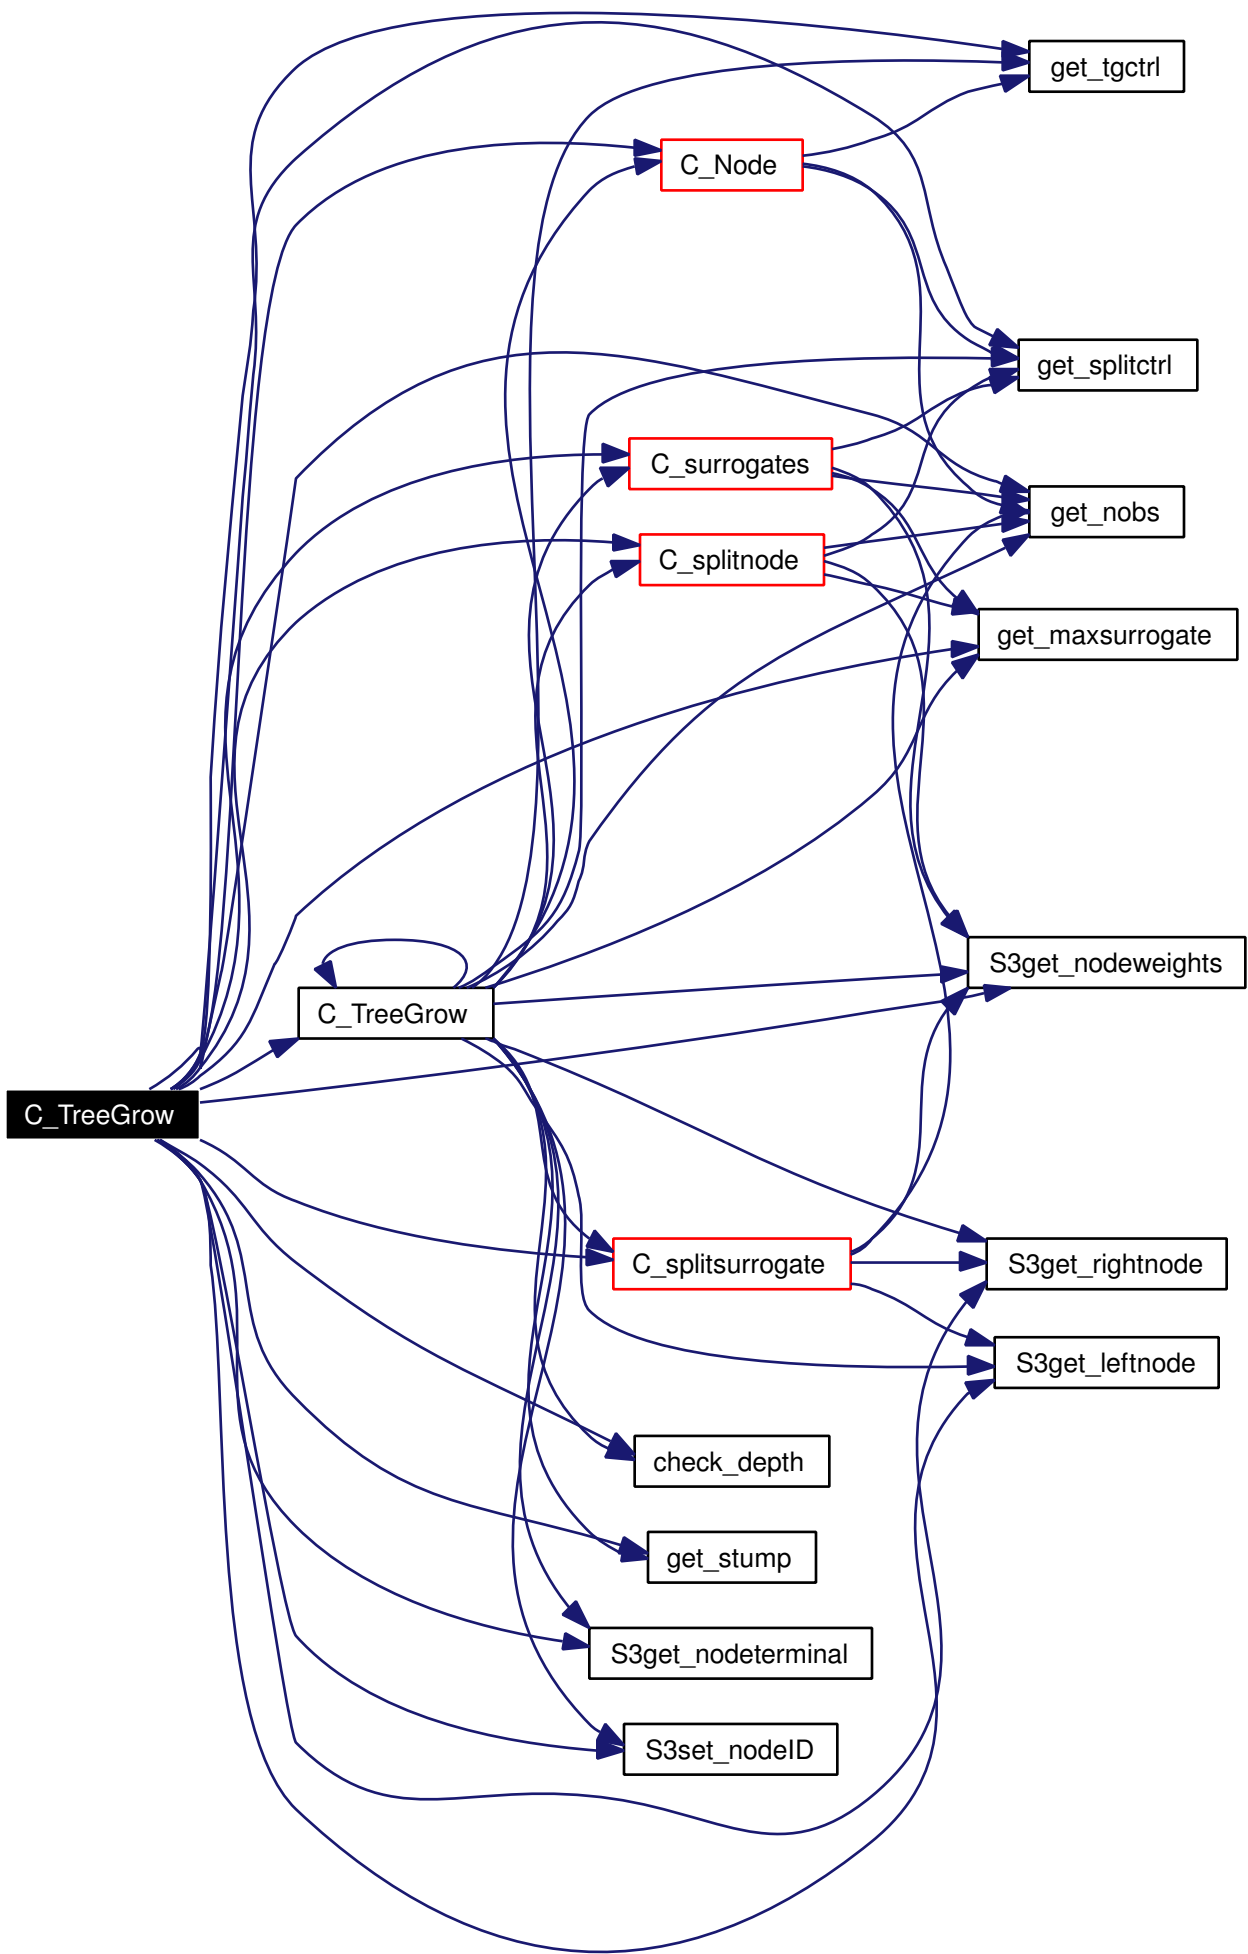 get_tgctrl
C_Node
get_splitctrl
C_surrogates
get_nobs
C_splitnode
get_maxsurrogate
S3get_nodeweights
C_TreeGrow
C_TreeGrow
C_splitsurrogate
S3get_rightnode
S3get_leftnode
check_depth
get_stump
S3get_nodeterminal
S3set_nodeID